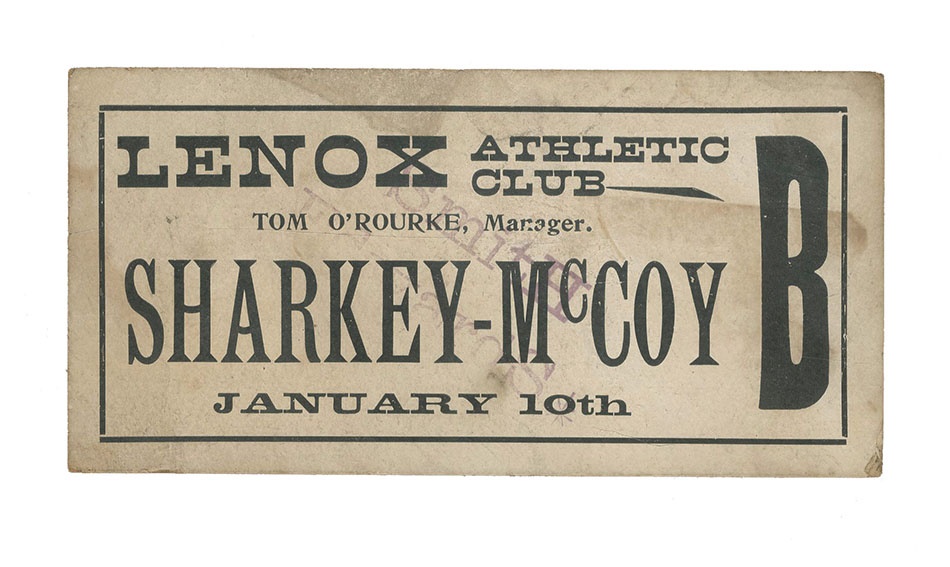 LENOX ATHLETIC CLUB
TOM O'ROURKE, Manager.
SHARKEY-McCOY
JANUARY 10th
B